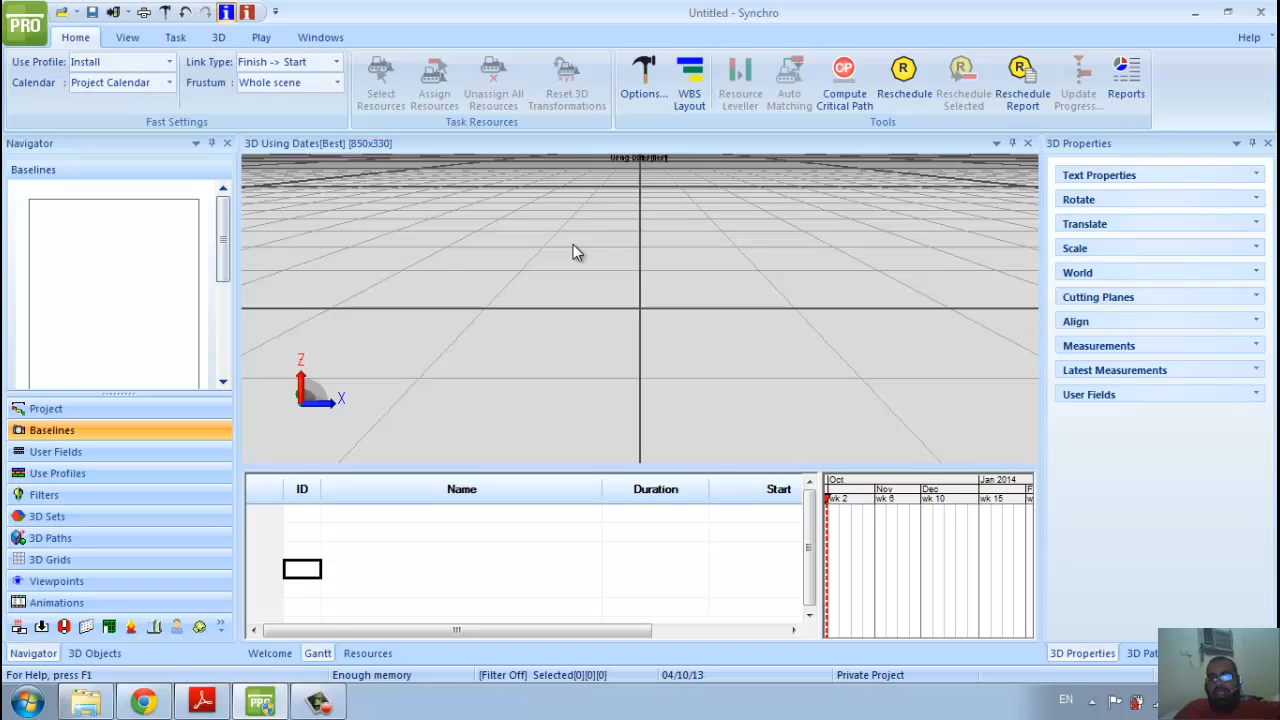 PRO
Untitled - Synchro
Home View Task 3D Play Windows Help
Use Profile: Install Link Type: Finish -> Start
Calendar : Project Calendar Frustum : Whole scene
Fast Settings
Select Resources Assign Resources Unassign All Resources Reset 3D Transformations
Task Resources
Options... WBS Layout Resource Leveller Auto Matching CP Compute Critical Path R Reschedule R Reschedule Selected R Reschedule Report Update Progress... Reports
Tools
Navigator
Baselines
Project
Baselines
User Fields
Use Profiles
Filters
3D Sets
3D Paths
3D Grids
Viewpoints
Animations
Navigator 3D Objects
3D Using Dates[Best] [850x330]
Using Dates[Best]
Z
X
ID Name Duration Start
Oct Jan 2014
Nov Dec
wk 2 wk 6 wk 10 wk 15
Welcome Gantt Resources
3D Properties
Text Properties
Rotate
Translate
Scale
World
Cutting Planes
Align
Measurements
Latest Measurements
User Fields
3D Properties
For Help, press F1 Enough memory [Filter Off] Selected[0][0][0] 04/10/13 Private Project
PRO
EN